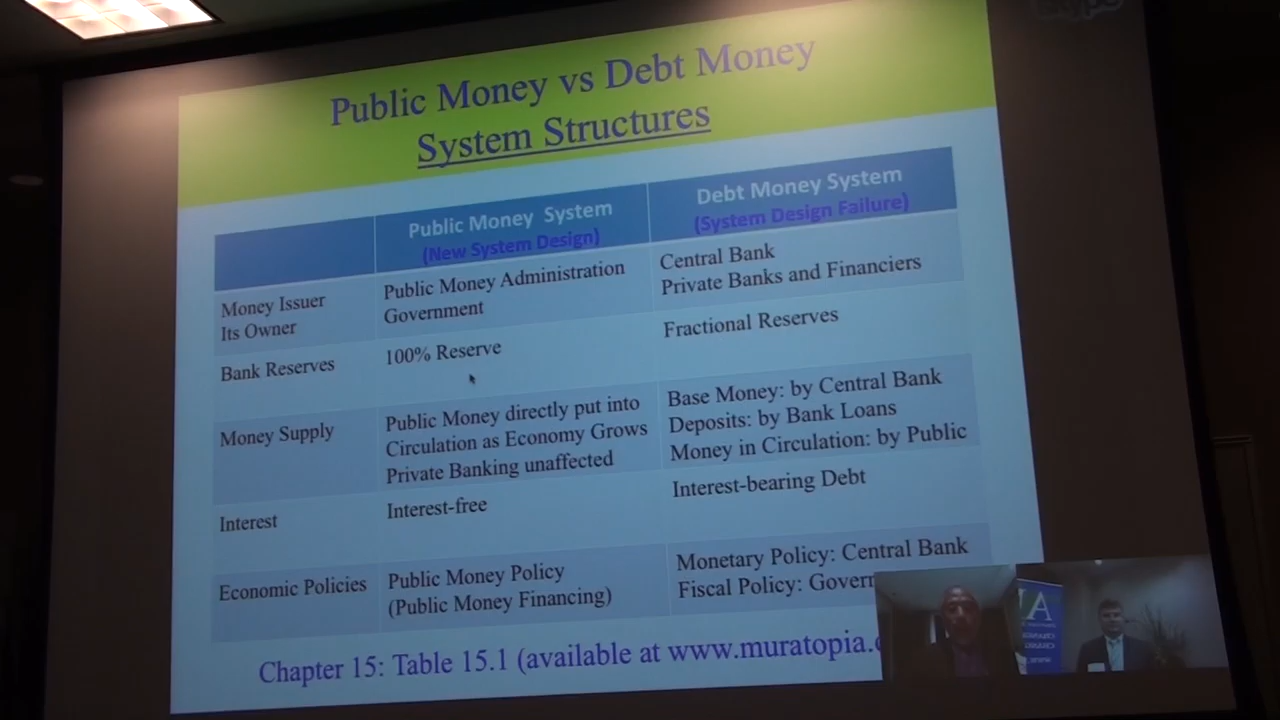 skype
Public Money vs Debt Money
System Structures
Public Money System
(New System Design)
Debt Money System
(System Design Failure)
Money Issuer
Its Owner
Public Money Administration
Government
Central Bank
Private Banks and Financiers
Bank Reserves
100% Reserve
Fractional Reserves
Money Supply
Public Money directly put into
Circulation as Economy Grows
Private Banking unaffected
Base Money: by Central Bank
Deposits: by Bank Loans
Money in Circulation: by Public
Interest
Interest-free
Interest-bearing Debt
Economic Policies
Public Money Policy
(Public Money Financing)
Monetary Policy: Central Bank
Fiscal Policy: Govern
Chapter 15: Table 15.1 (available at www.muratopia.